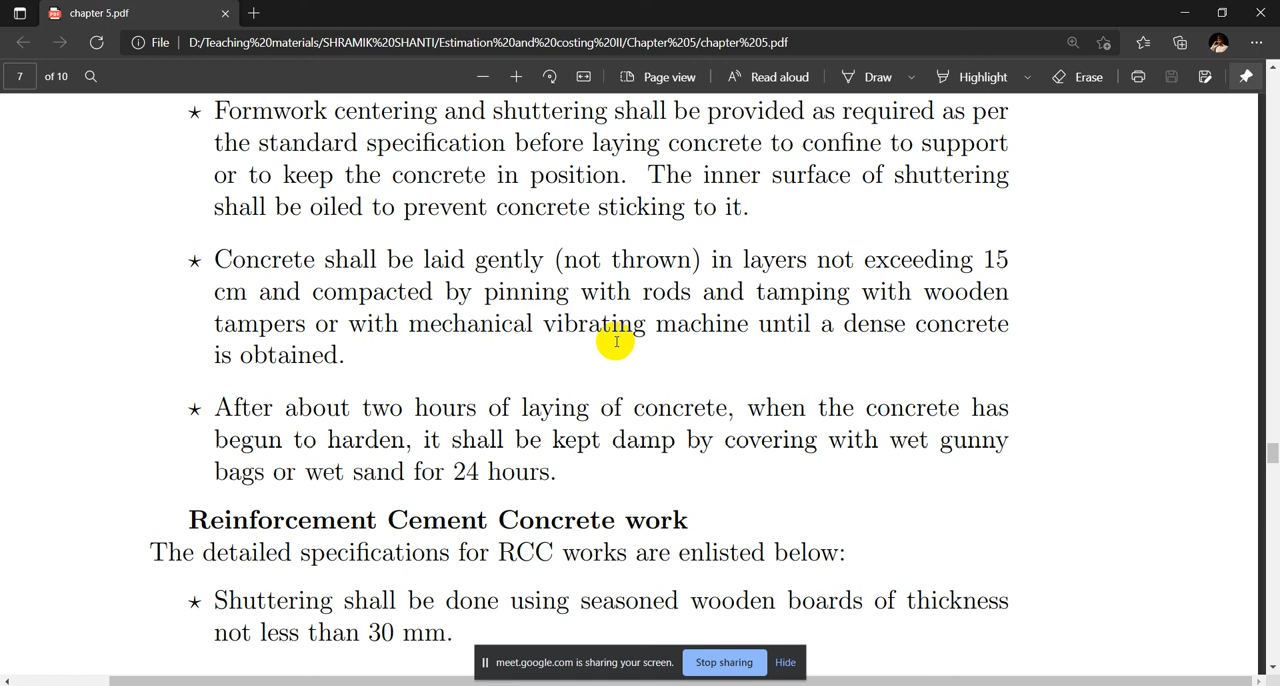 chapter 5.pdf
File D:/Teaching%20materials/SHRAMIK%20SHANTI/Estimation%20and%20costing%20II/Chapter%205/chapter%205.pdf
7 of 10 Page view Read aloud Draw Highlight Erase
⋆ Formwork centering and shuttering shall be provided as required as per
the standard specification before laying concrete to confine to support
or to keep the concrete in position. The inner surface of shuttering
shall be oiled to prevent concrete sticking to it.
⋆ Concrete shall be laid gently (not thrown) in layers not exceeding 15
cm and compacted by pinning with rods and tamping with wooden
tampers or with mechanical vibrating machine until a dense concrete
is obtained.
⋆ After about two hours of laying of concrete, when the concrete has
begun to harden, it shall be kept damp by covering with wet gunny
bags or wet sand for 24 hours.
Reinforcement Cement Concrete work
The detailed specifications for RCC works are enlisted below:
⋆ Shuttering shall be done using seasoned wooden boards of thickness
not less than 30 mm.
meet.google.com is sharing your screen. Stop sharing Hide